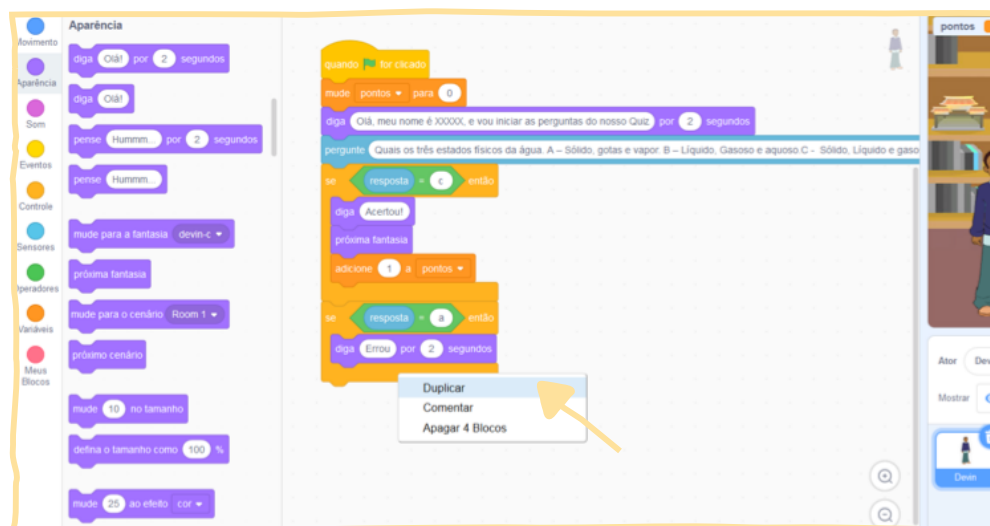 Movimento
Aparência
Som
Eventos
Controle
Sensores
Operadores
Variáveis
Meus
Blocos
Aparência
diga Olá! por 2 segundos
diga Olá!
pense Hummm... por 2 segundos
pense Hummm...
mude para a fantasia devin-c
próxima fantasia
mude para o cenário Room 1
próximo cenário
mude 10 no tamanho
defina o tamanho como 100 %
mude 25 ao efeito cor
quando for clicado
mude pontos para 0
diga Olá, meu nome é XXXXX, e vou iniciar as perguntas do nosso Quiz por 2 segundos
pergunte Quais os três estados físicos da água. A – Sólido, gotas e vapor. B – Líquido, Gasoso e aquoso.C - Sólido, Líquido e gaso
se resposta = c então
diga Acertou!
próxima fantasia
adicione 1 a pontos
se resposta = a então
diga Errou por 2 segundos
Duplicar
Comentar
Apagar 4 Blocos
pontos
Ator Dev
Mostrar
Devin